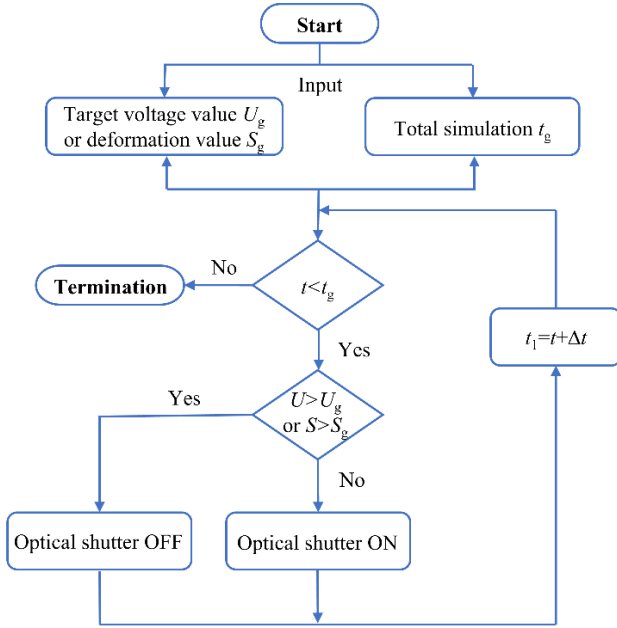 Start
Input
Target voltage value Ug
or deformation value Sg
Total simulation tg
No
Termination
t<tg
t1=t+Δt
Yes
Yes
U>Ug
or S>Sg
No
Optical shutter OFF
Optical shutter ON